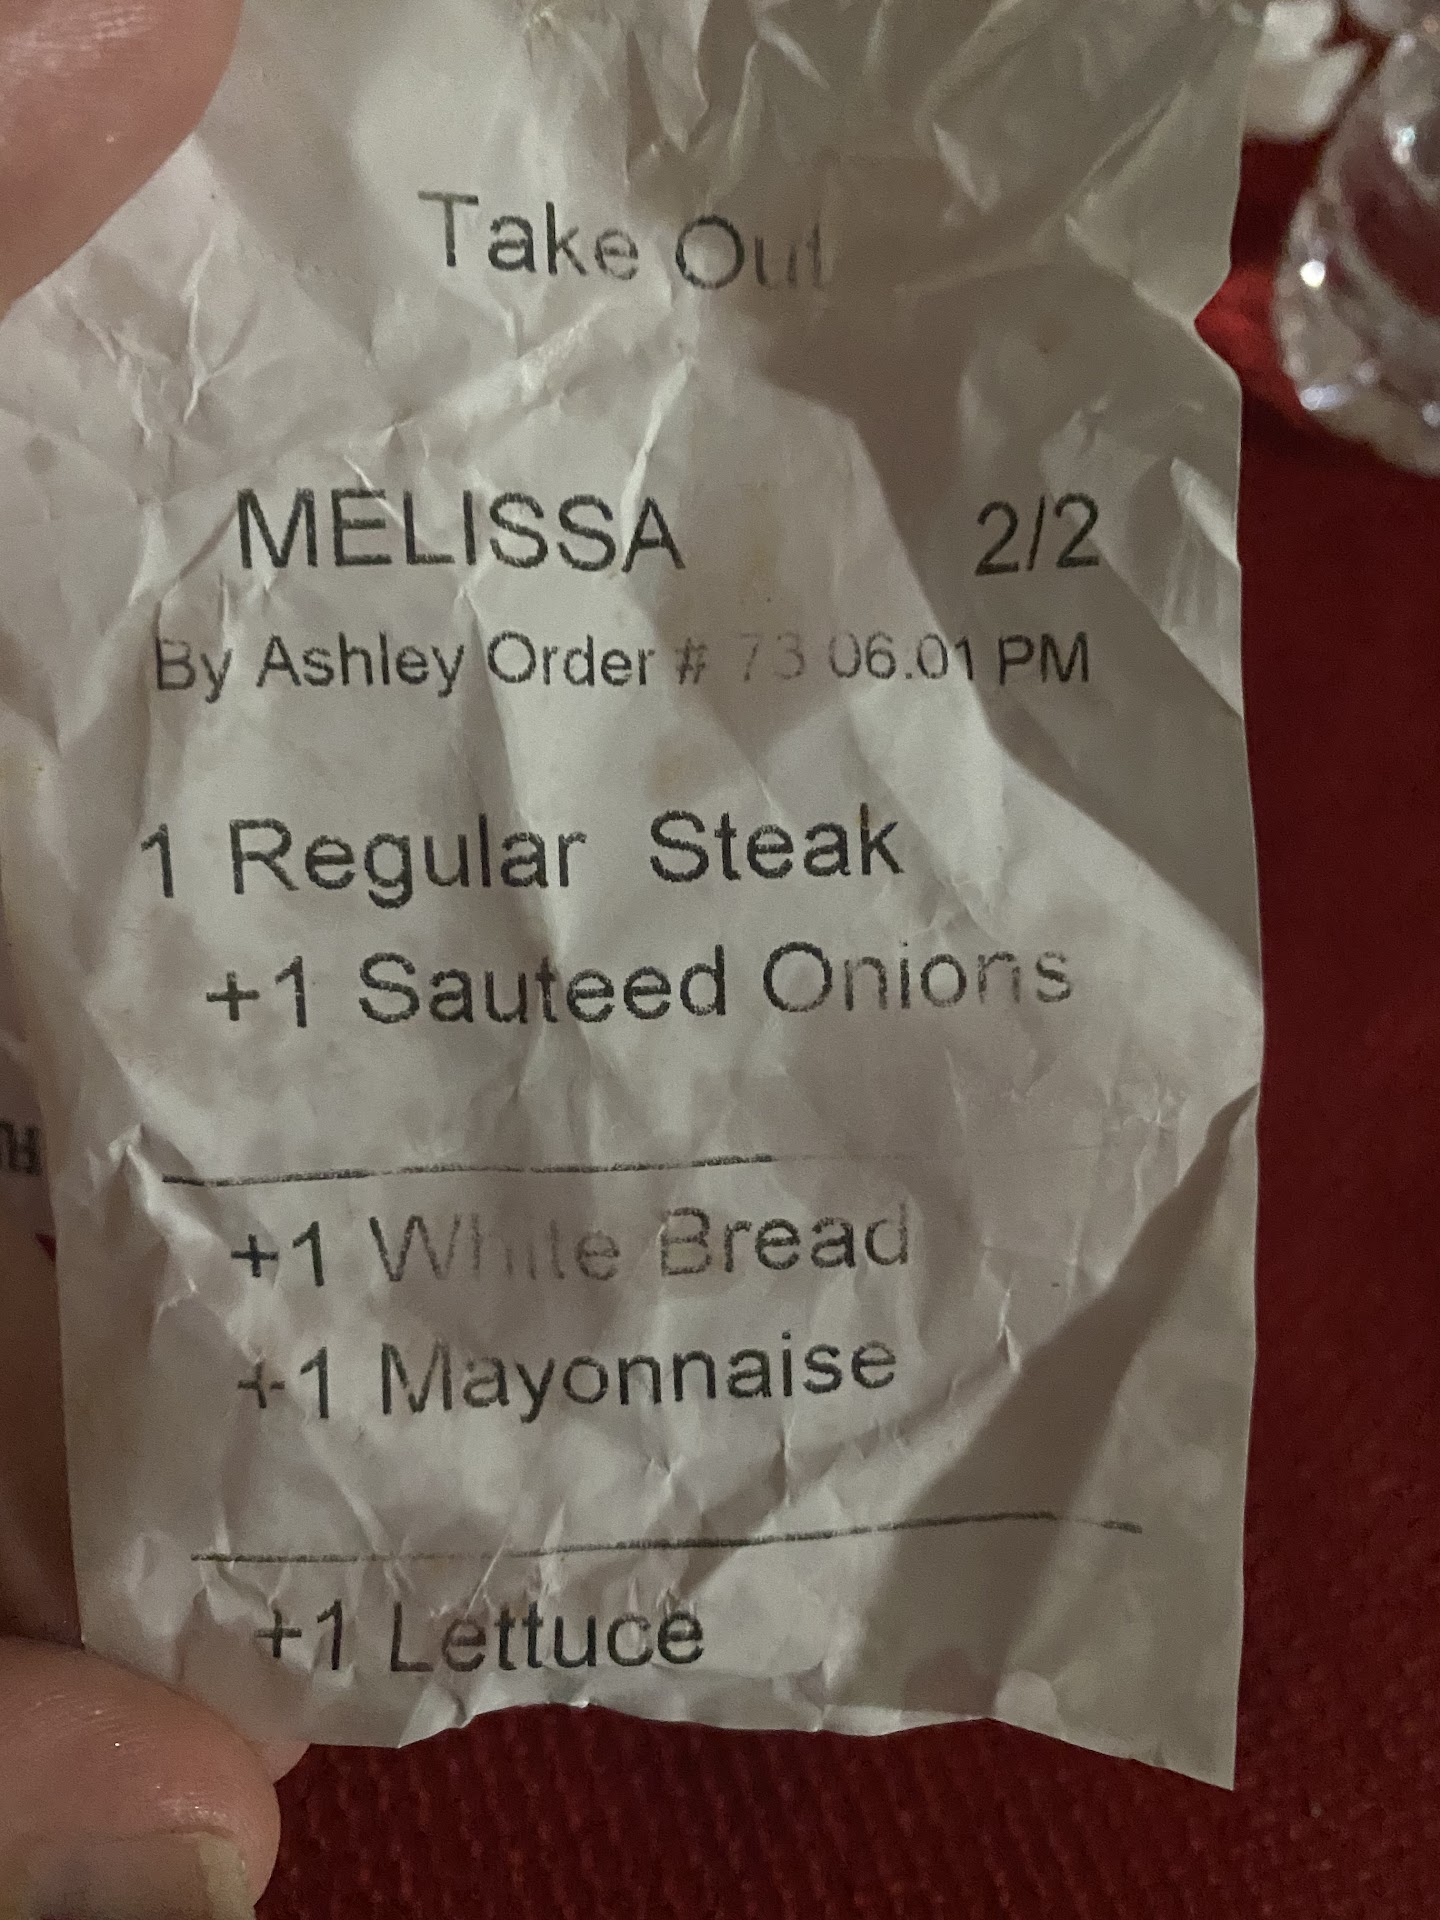 Take Out
MELISSA 2/2
By Ashley Order # 73 06.01 PM
1 Regular Steak
+1 Sauteed Onions
+1 White Bread
+1 Mayonnaise
+1 Lettuce